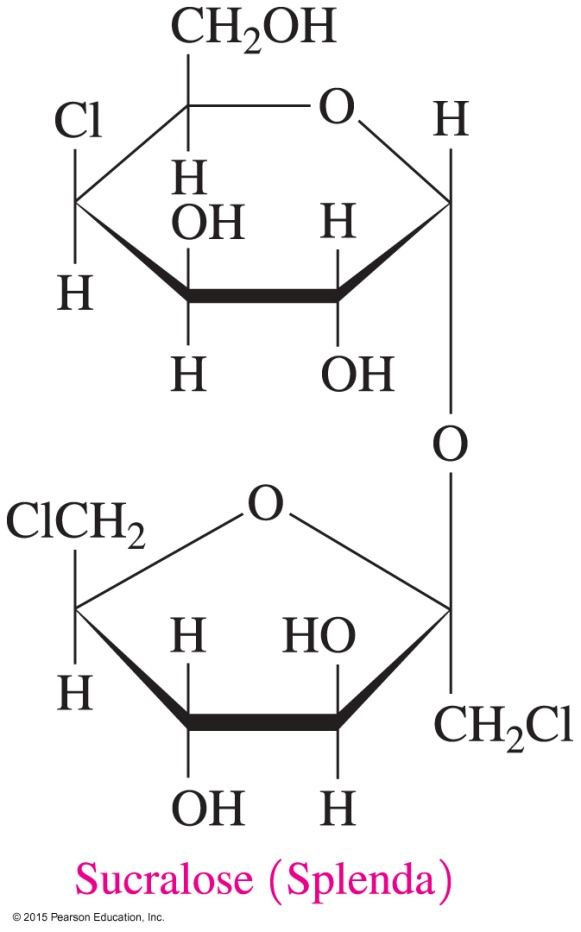 CH₂OH
Cl O H
H
OH H
H
H OH
O
ClCH₂ O
H HO
H
CH₂Cl
OH H
Sucralose (Splenda)
© 2015 Pearson Education, Inc.